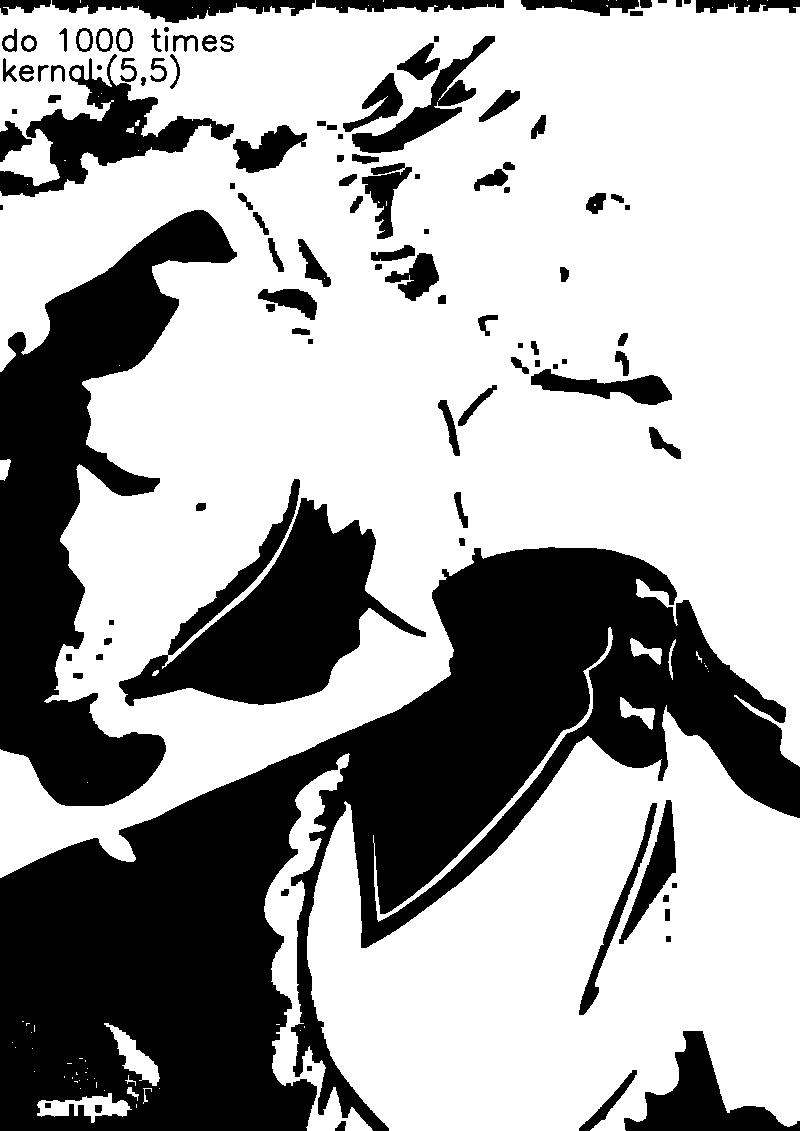 do 1000 times
kernal:(5,5)
sample